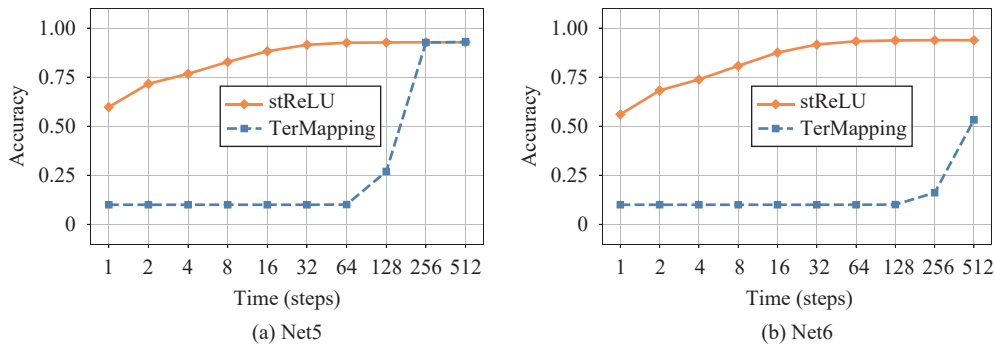 1.00
0.75
0.50
0.25
0
Accuracy
stReLU
TerMapping
1 2 4 8 16 32 64 128 256 512
Time (steps)
(a) Net5
1.00
0.75
0.50
0.25
0
Accuracy
stReLU
TerMapping
1 2 4 8 16 32 64 128 256 512
Time (steps)
(b) Net6